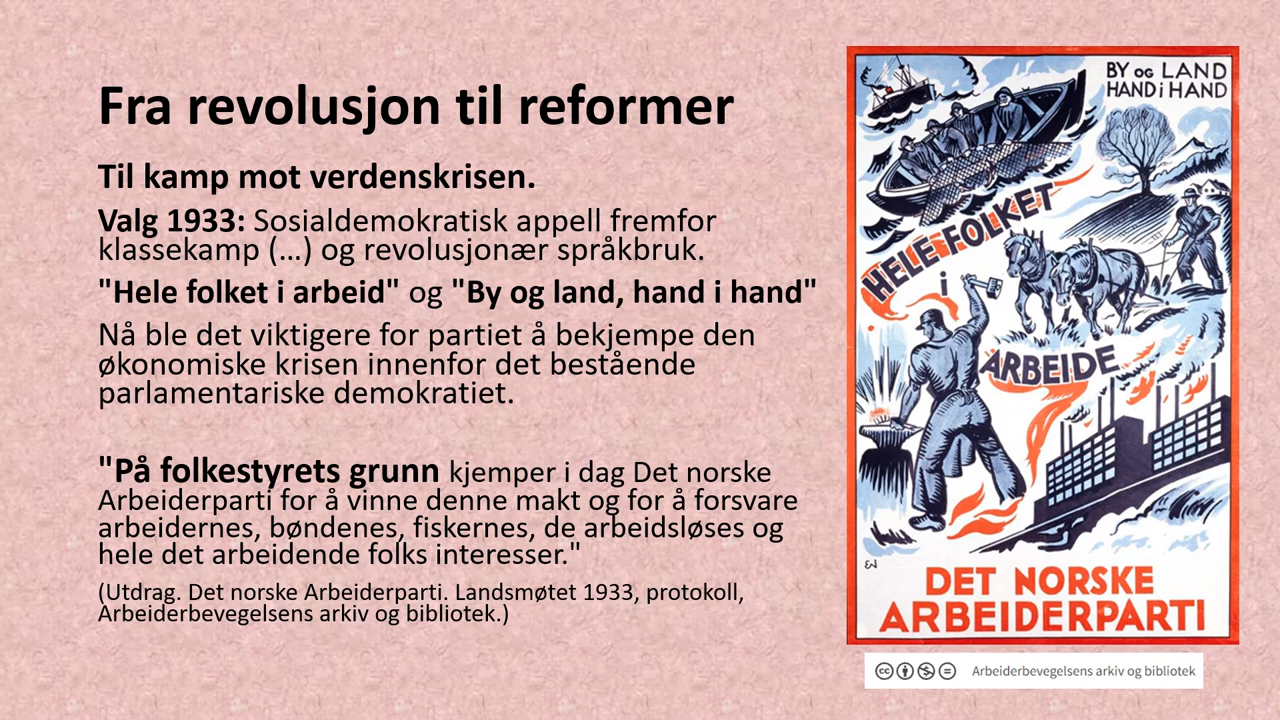 Fra revolusjon til reformer
Til kamp mot verdenskrisen.
Valg 1933: Sosialdemokratisk appell fremfor
klassekamp (…) og revolusjonær språkbruk.
"Hele folket i arbeid" og "By og land, hand i hand"
Nå ble det viktigere for partiet å bekjempe den
økonomiske krisen innenfor det bestående
parlamentariske demokratiet.
"På folkestyrets grunn kjemper i dag Det norske
Arbeiderparti for å vinne denne makt og for å forsvare
arbeidernes, bøndenes, fiskernes, de arbeidsløses og
hele det arbeidende folks interesser."
(Utdrag. Det norske Arbeiderparti. Landsmøtet 1933, protokoll,
Arbeiderbevegelsens arkiv og bibliotek.)
BY OG LAND
HAND i HAND
HELE FOLKET
i
ARBEIDE
EN
DET NORSKE
ARBEIDERPARTI
cc Arbeiderbevegelsens arkiv og bibliotek